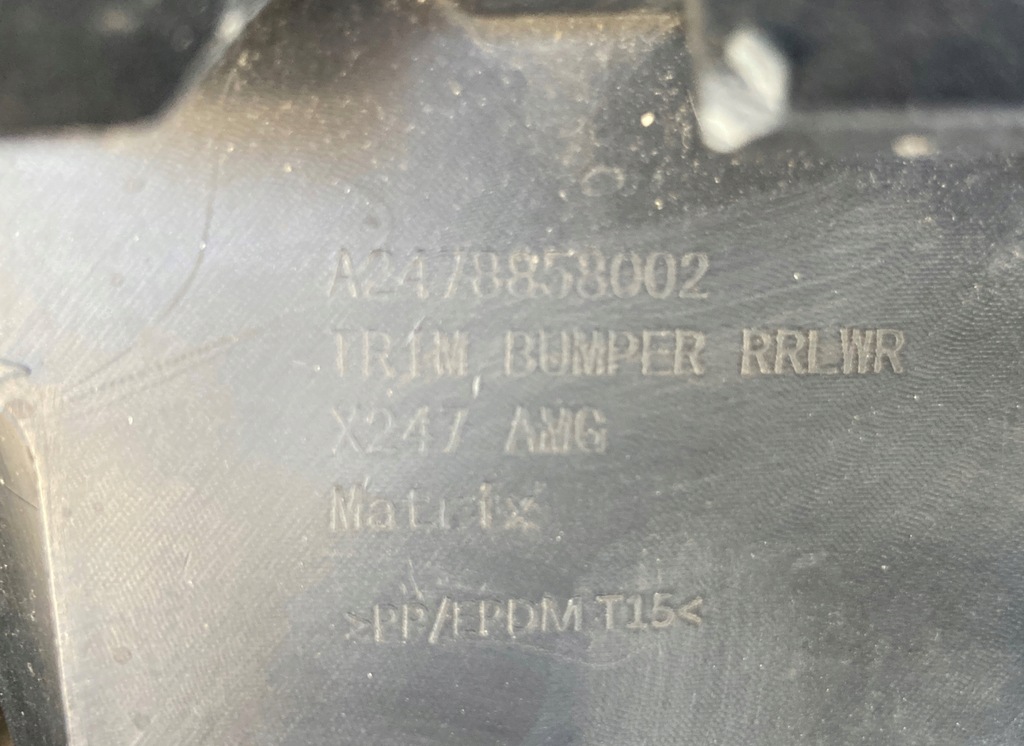 A2478858002
TRIM BUMPER RRLWR
X247 AMG
Matrix
>PP/EPDM T15<